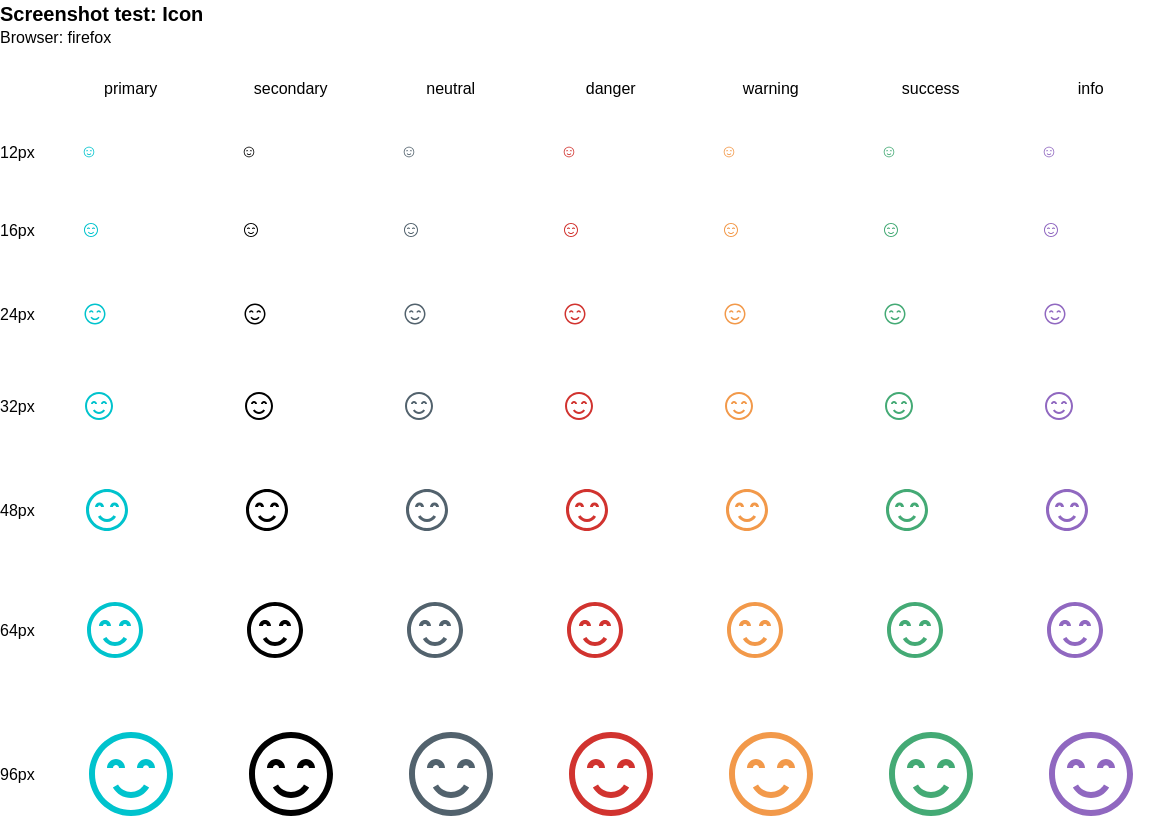 Screenshot test: Icon
Browser: firefox
primary secondary neutral danger warning success info
12px
16px
24px
32px
48px
64px
96px